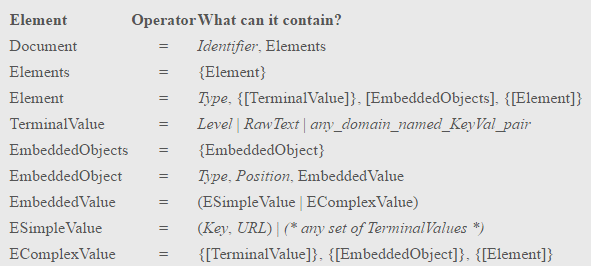 Element Operator What can it contain?
Document = Identifier, Elements
Elements = {Element}
Element = Type, {[TerminalValue]}, [EmbeddedObjects], {[Element]}
TerminalValue = Level | RawText | any_domain_named_KeyVal_pair
EmbeddedObjects = {EmbeddedObject}
EmbeddedObject = Type, Position, EmbeddedValue
EmbeddedValue = (ESimpleValue | EComplexValue)
ESimpleValue = (Key, URL) | (* any set of TerminalValues *)
EComplexValue = {[TerminalValue]}, {[EmbeddedObject]}, {[Element]}